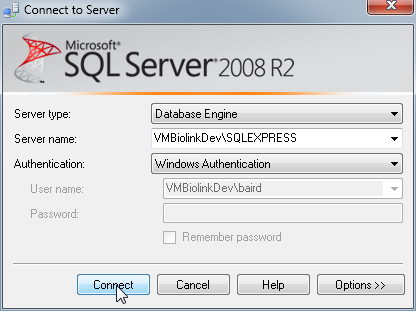 Connect to Server
Microsoft®
SQL Server® 2008 R2
Server type: Database Engine
Server name: VMBiolinkDev\SQLEXPRESS
Authentication: Windows Authentication
User name: VMBiolinkDev\baird
Password:
Remember password
Connect Cancel Help Options >>